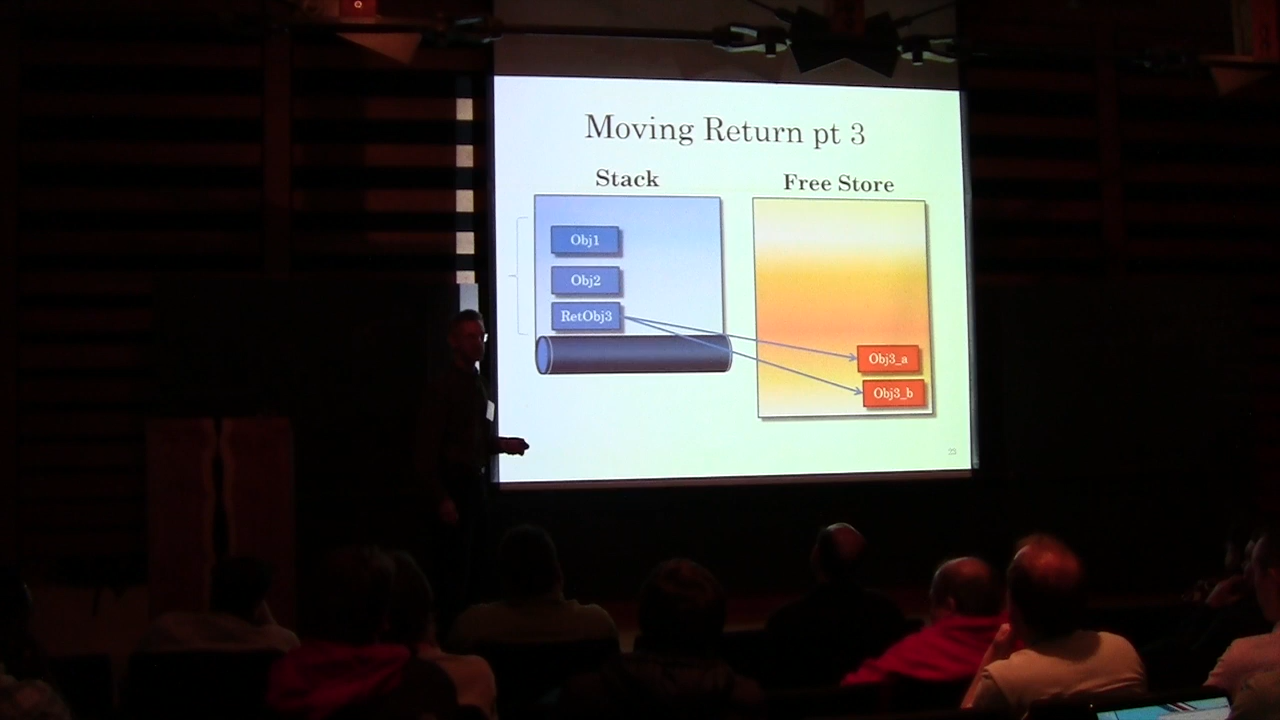 Moving Return pt 3
Stack
Free Store
Obj1
Obj2
RetObj3
Obj3_a
Obj3_b